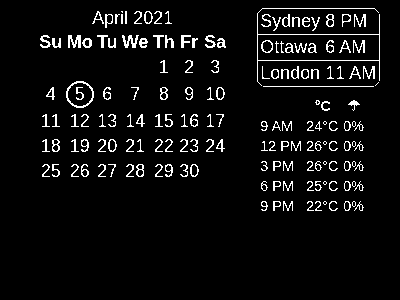 April 2021
Su Mo Tu We Th Fr Sa
1 2 3
4 5 6 7 8 9 10
11 12 13 14 15 16 17
18 19 20 21 22 23 24
25 26 27 28 29 30
Sydney 8 PM
Ottawa 6 AM
London 11 AM
°C ☂
9 AM 24°C 0%
12 PM 26°C 0%
3 PM 26°C 0%
6 PM 25°C 0%
9 PM 22°C 0%